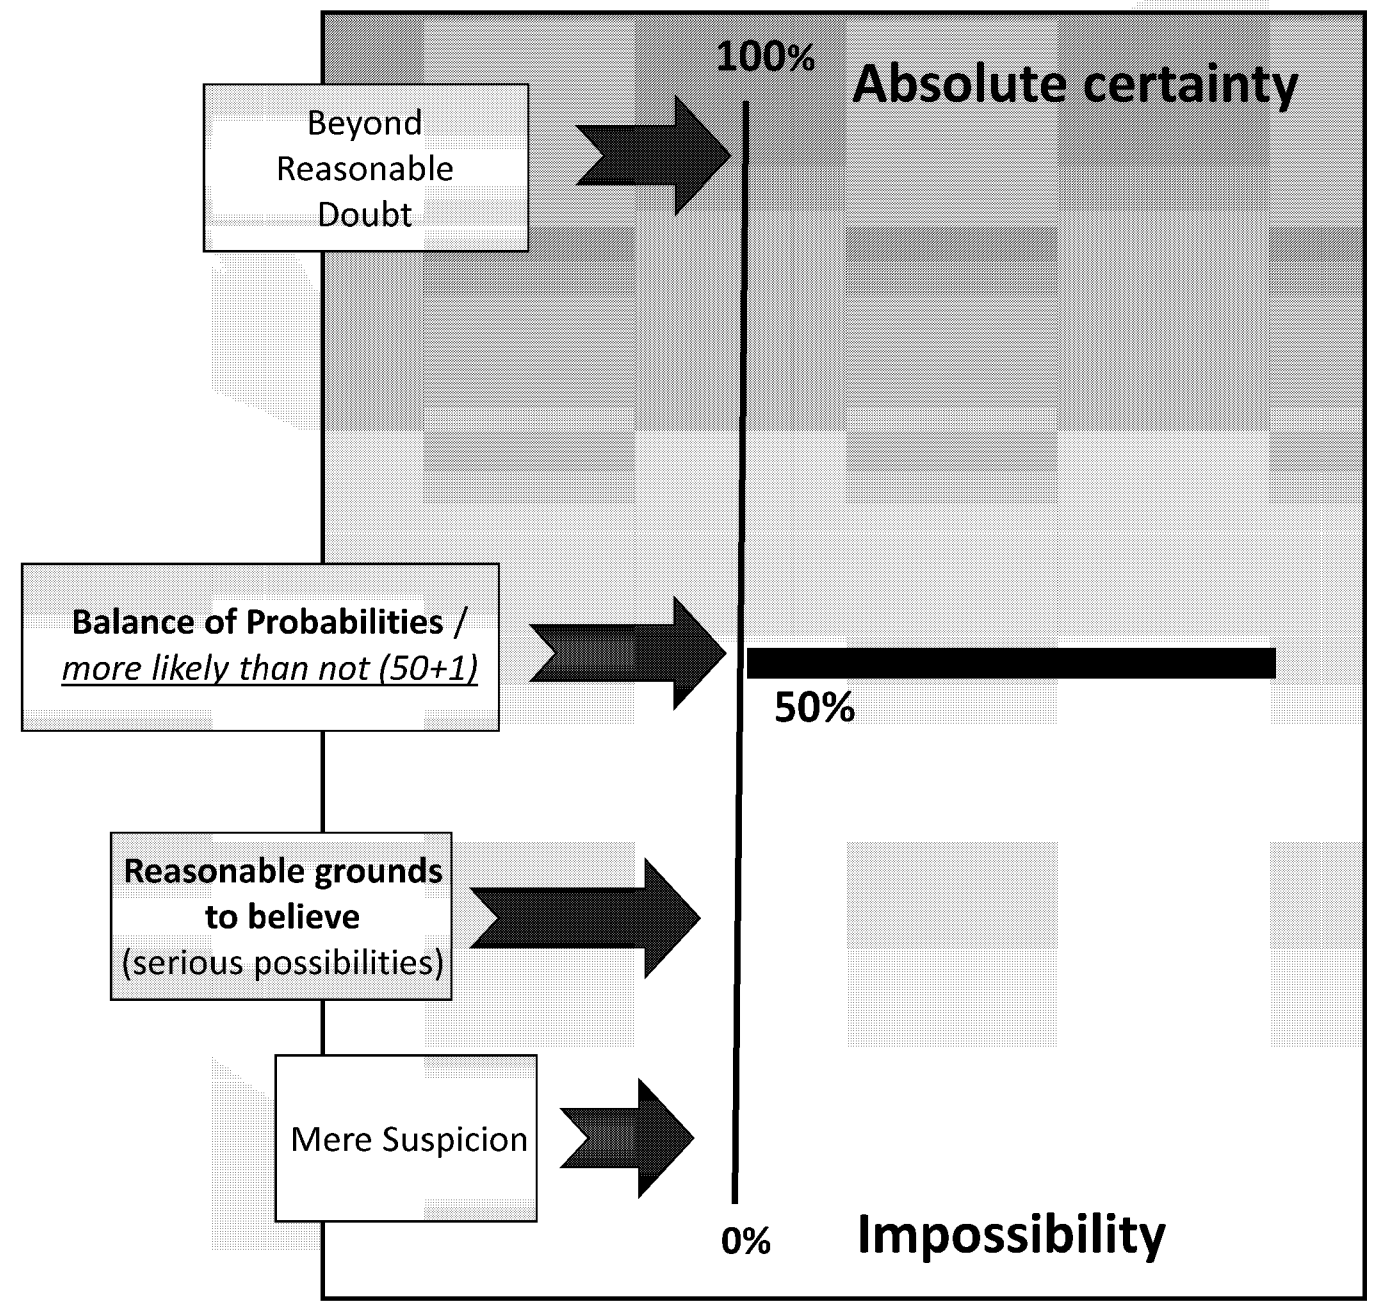 100%
Absolute certainty
Beyond
Reasonable
Doubt
Balance of Probabilities /
more likely than not (50+1)
50%
Reasonable grounds
to believe
(serious possibilities)
Mere Suspicion
0%
Impossibility